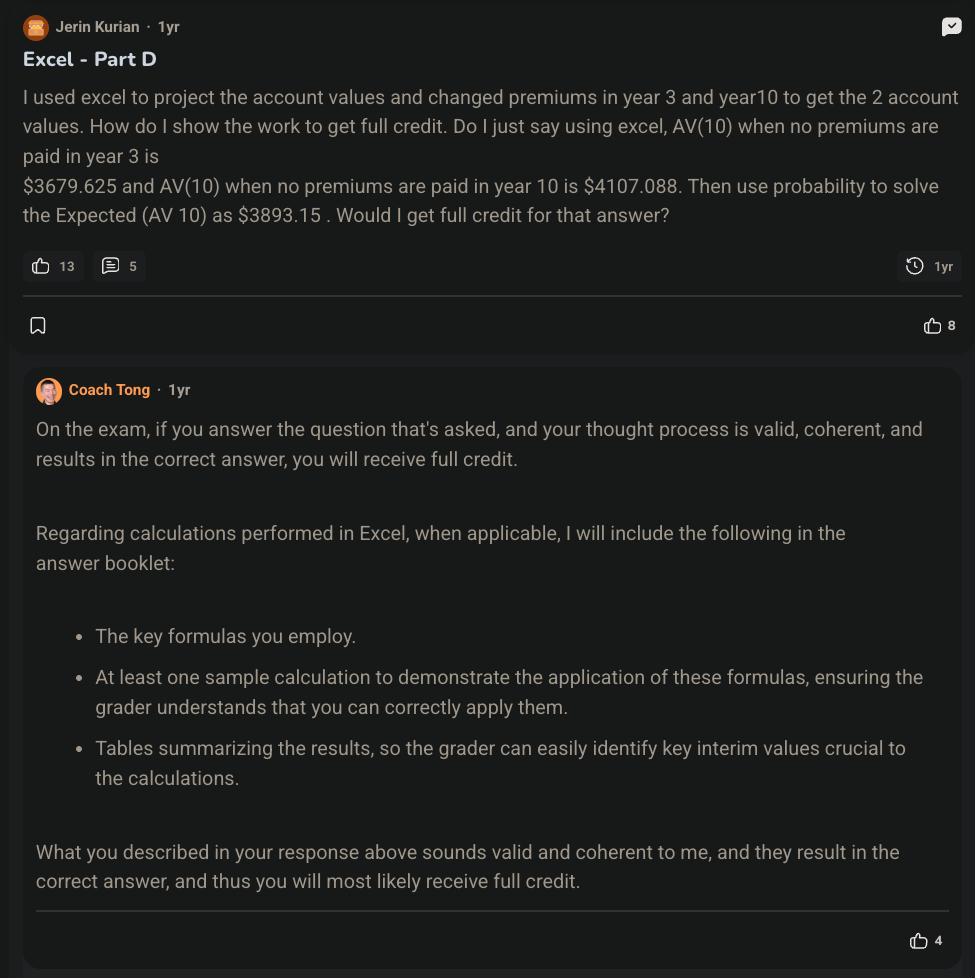 Jerin Kurian · 1yr
Excel - Part D
I used excel to project the account values and changed premiums in year 3 and year10 to get the 2 account
values. How do I show the work to get full credit. Do I just say using excel, AV(10) when no premiums are
paid in year 3 is
$3679.625 and AV(10) when no premiums are paid in year 10 is $4107.088. Then use probability to solve
the Expected (AV 10) as $3893.15 . Would I get full credit for that answer?
13 5 1yr
8
Coach Tong · 1yr
On the exam, if you answer the question that's asked, and your thought process is valid, coherent, and
results in the correct answer, you will receive full credit.
Regarding calculations performed in Excel, when applicable, I will include the following in the
answer booklet:
• The key formulas you employ.
• At least one sample calculation to demonstrate the application of these formulas, ensuring the
grader understands that you can correctly apply them.
• Tables summarizing the results, so the grader can easily identify key interim values crucial to
the calculations.
What you described in your response above sounds valid and coherent to me, and they result in the
correct answer, and thus you will most likely receive full credit.
4